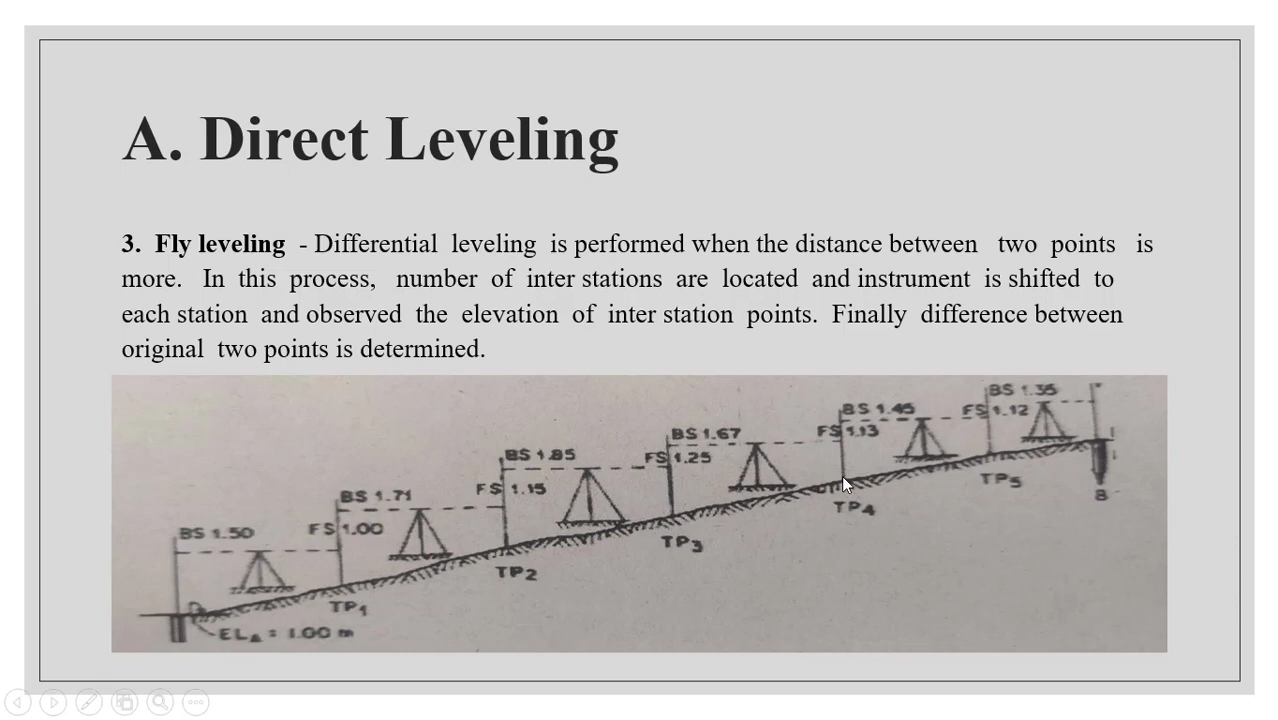 A. Direct Leveling
3. Fly leveling - Differential leveling is performed when the distance between two points is
more. In this process, number of inter stations are located and instrument is shifted to
each station and observed the elevation of inter station points. Finally difference between
original two points is determined.
BS 1.35
BS 1.45
FS 1.12
BS 1.67
FS 1.13
BS 1.85
FS 1.25
BS 1.71
FS 1.15
BS 1.50
FS 1.00
TP5
B
TP4
TP3
TP2
TP1
ELA = 1.00 m